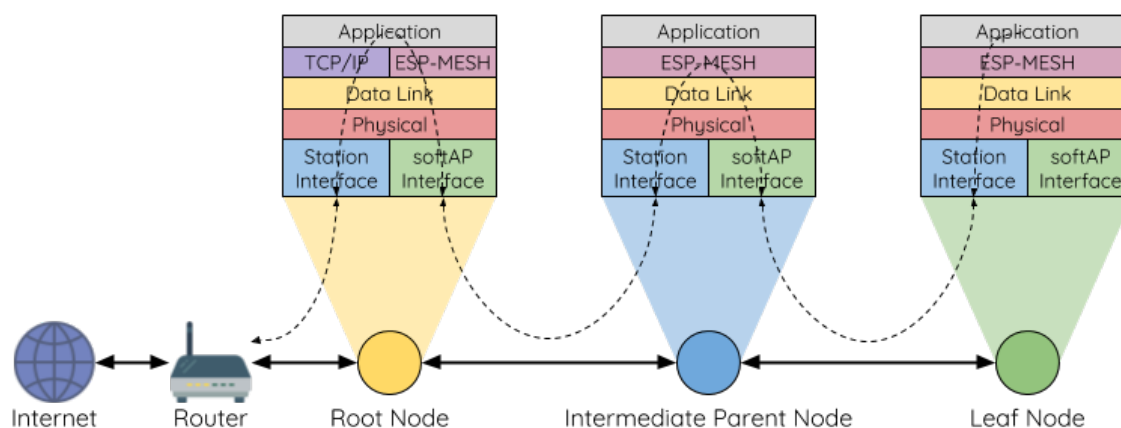 Application
TCP/IP
ESP-MESH
Data Link
Physical
Station
Interface
softAP
Interface
Application
ESP-MESH
Data Link
Physical
Station
Interface
softAP
Interface
Application
ESP-MESH
Data Link
Physical
Station
Interface
softAP
Interface
Internet
Router
Root Node
Intermediate Parent Node
Leaf Node